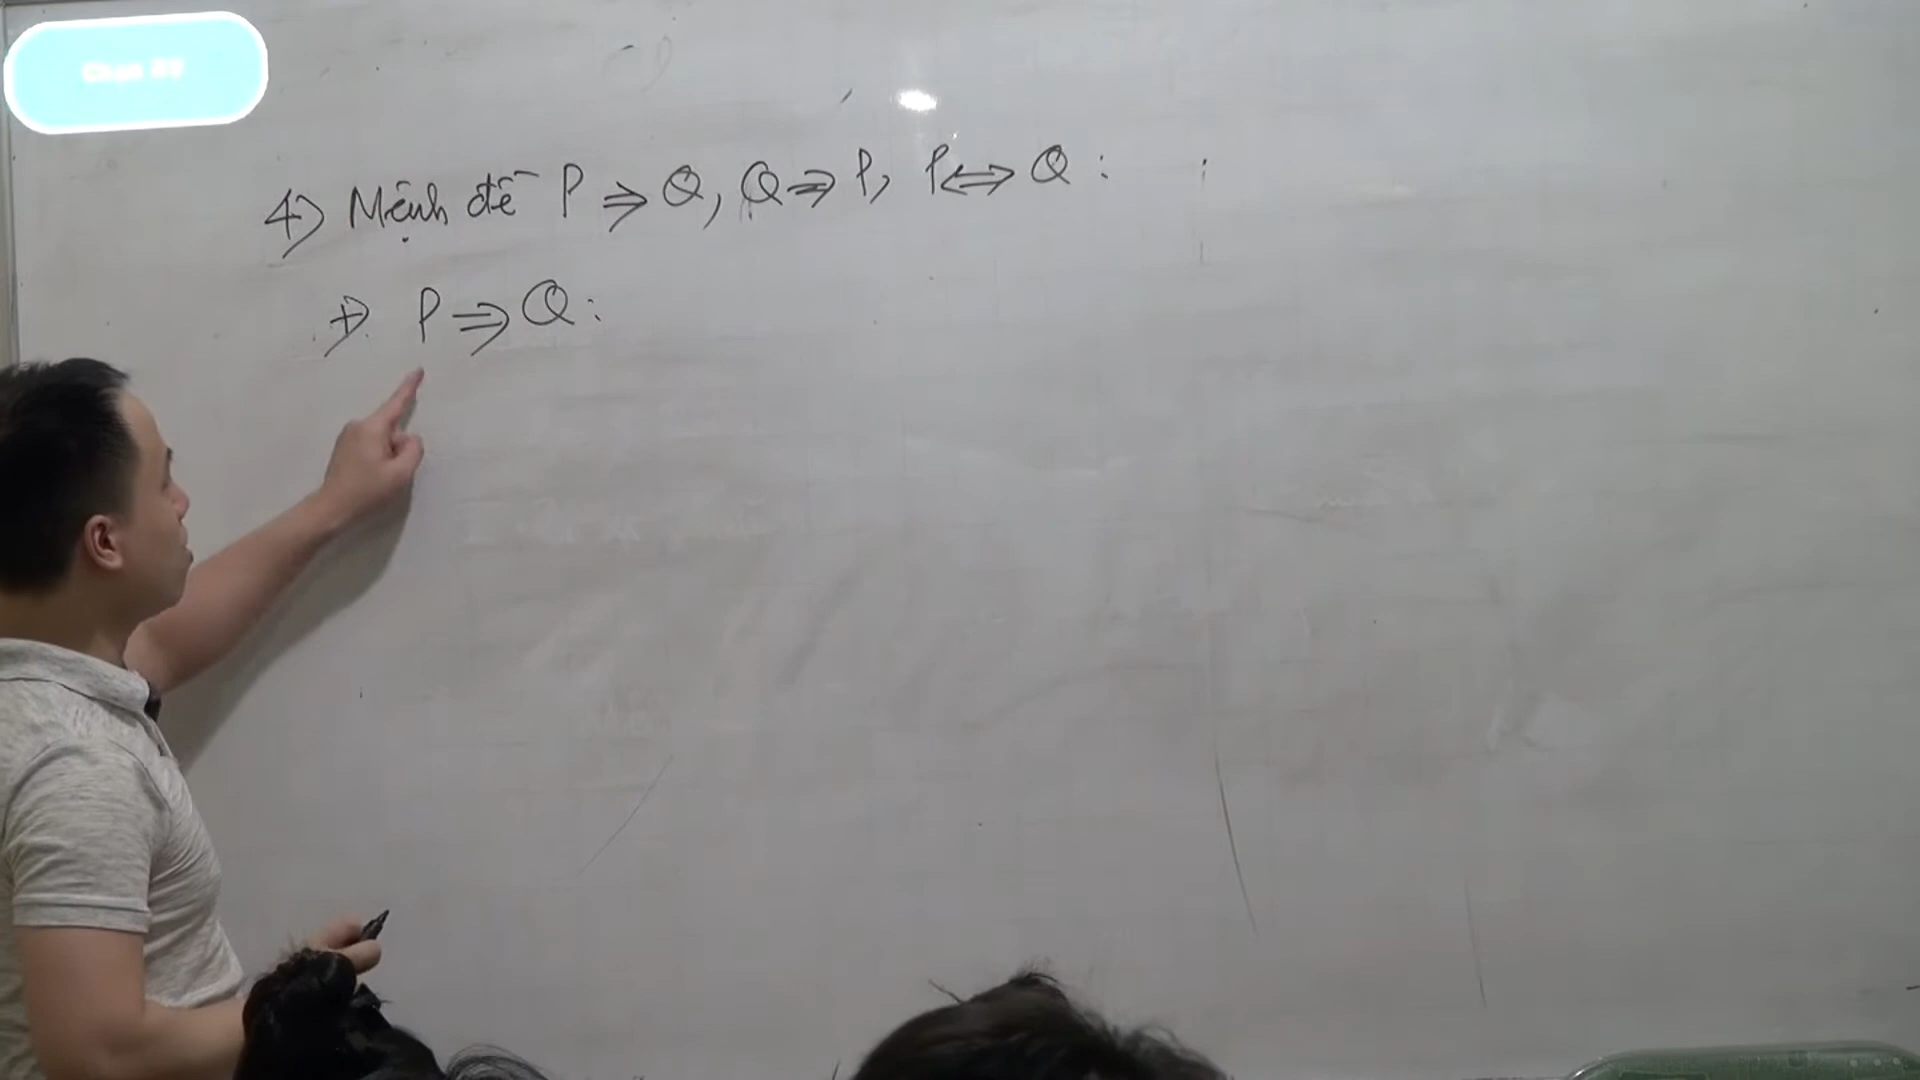 4) Mệnh đề P ⇒ Q, Q ⇒ P, P ⇔ Q :
+) P ⇒ Q :